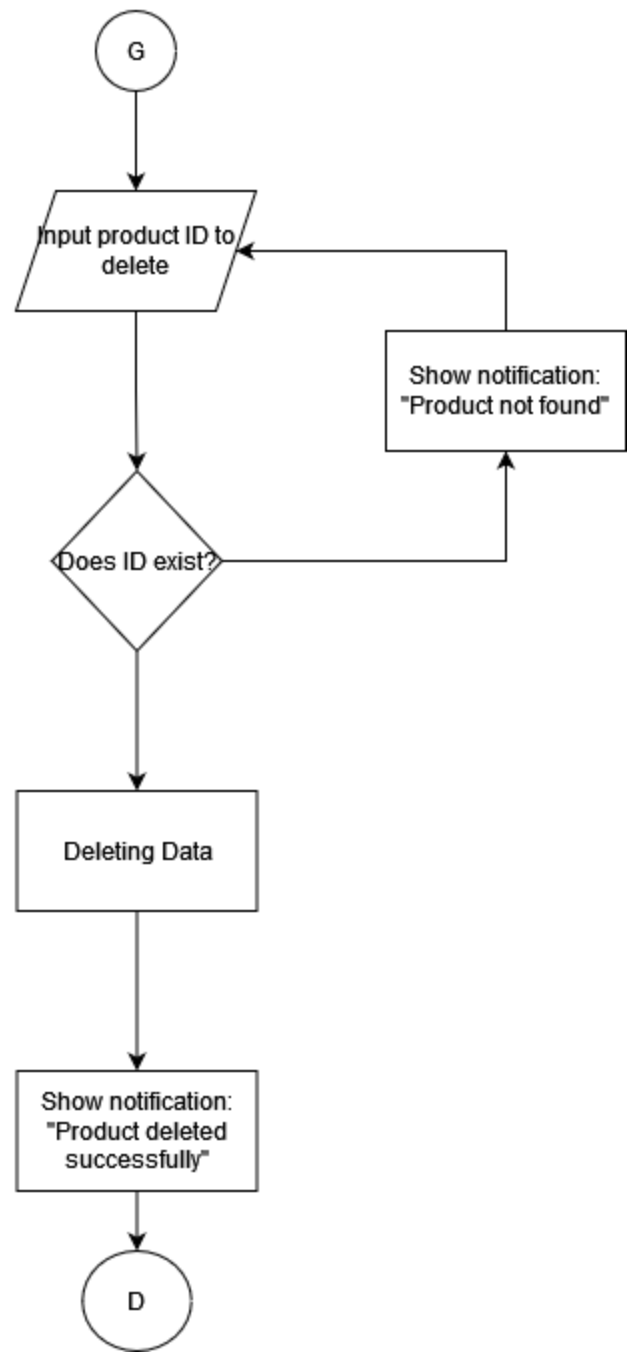 G
Input product ID to
delete
Show notification:
"Product not found"
Does ID exist?
Deleting Data
Show notification:
"Product deleted
successfully"
D